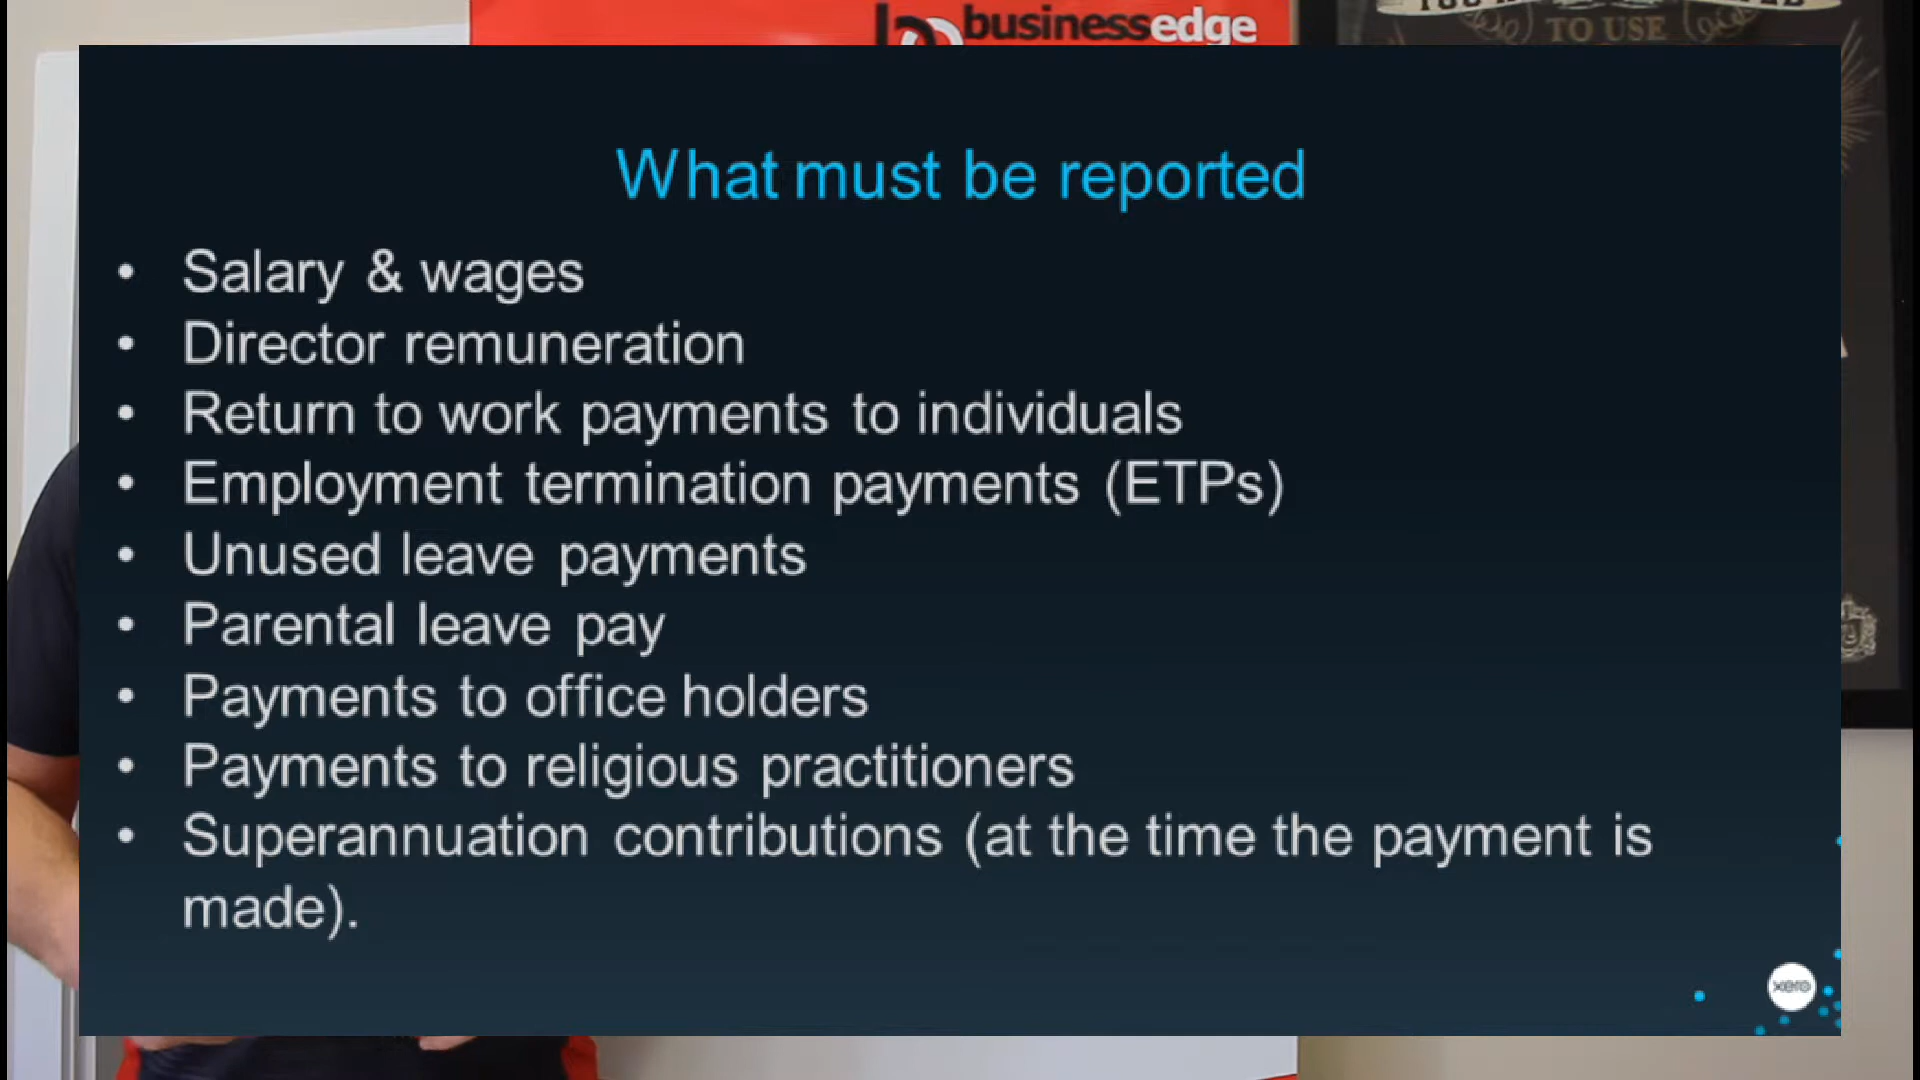 businessedge
TO USE
What must be reported
• Salary & wages
• Director remuneration
• Return to work payments to individuals
• Employment termination payments (ETPs)
• Unused leave payments
• Parental leave pay
• Payments to office holders
• Payments to religious practitioners
• Superannuation contributions (at the time the payment is
made).
xero